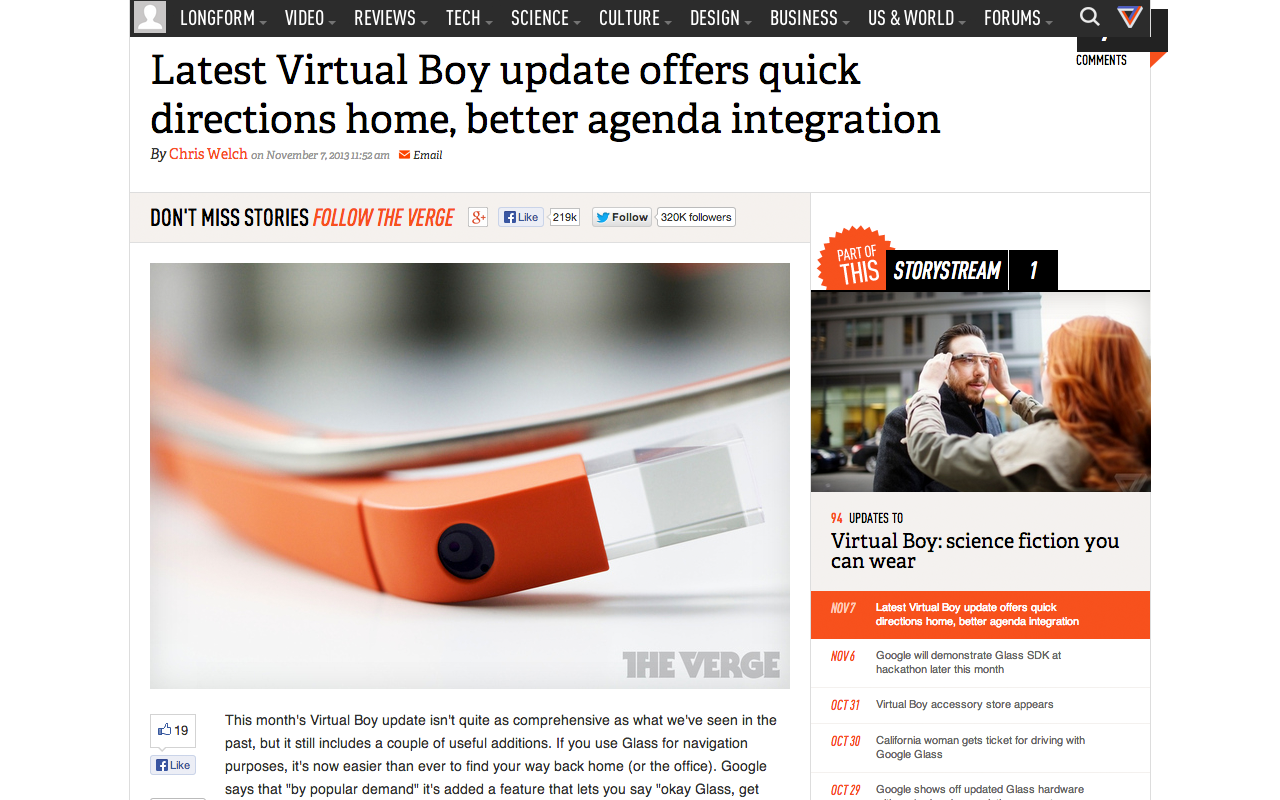 LONGFORM VIDEO REVIEWS TECH SCIENCE CULTURE DESIGN BUSINESS US & WORLD FORUMS
COMMENTS
Latest Virtual Boy update offers quick
directions home, better agenda integration
By Chris Welch on November 7, 2013 11:52 am Email
DON'T MISS STORIES FOLLOW THE VERGE 8+ Like 219k Follow 320K followers
THE VERGE
19
Like
This month's Virtual Boy update isn't quite as comprehensive as what we've seen in the
past, but it still includes a couple of useful additions. If you use Glass for navigation
purposes, it's now easier than ever to find your way back home (or the office). Google
says that "by popular demand" it's added a feature that lets you say "okay Glass, get
PART OF
THIS
STORYSTREAM 1
94 UPDATES TO
Virtual Boy: science fiction you
can wear
NOV 7 Latest Virtual Boy update offers quick
directions home, better agenda integration
NOV 6 Google will demonstrate Glass SDK at
hackathon later this month
OCT 31 Virtual Boy accessory store appears
OCT 30 California woman gets ticket for driving with
Google Glass
OCT 29 Google shows off updated Glass hardware